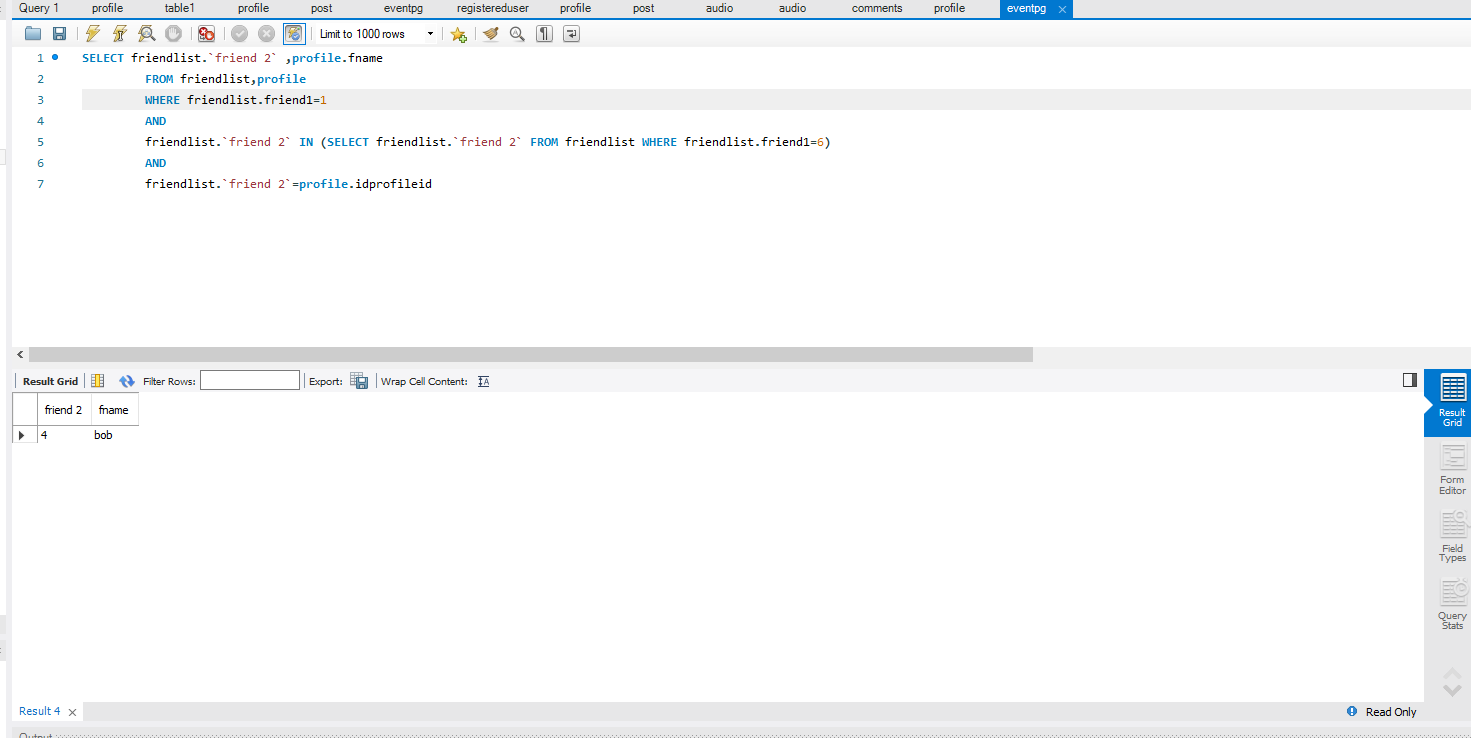 Query 1 profile table1 profile post eventpg registereduser profile post audio audio comments profile eventpg
Limit to 1000 rows
1 SELECT friendlist.`friend 2` ,profile.fname
2 FROM friendlist,profile
3 WHERE friendlist.friend1=1
4 AND
5 friendlist.`friend 2` IN (SELECT friendlist.`friend 2` FROM friendlist WHERE friendlist.friend1=6)
6 AND
7 friendlist.`friend 2`=profile.idprofileid
Result Grid Filter Rows: Export: Wrap Cell Content:
friend 2 fname
4 bob
Result
Grid
Form
Editor
Field
Types
Query
Stats
Result 4 Read Only
Output